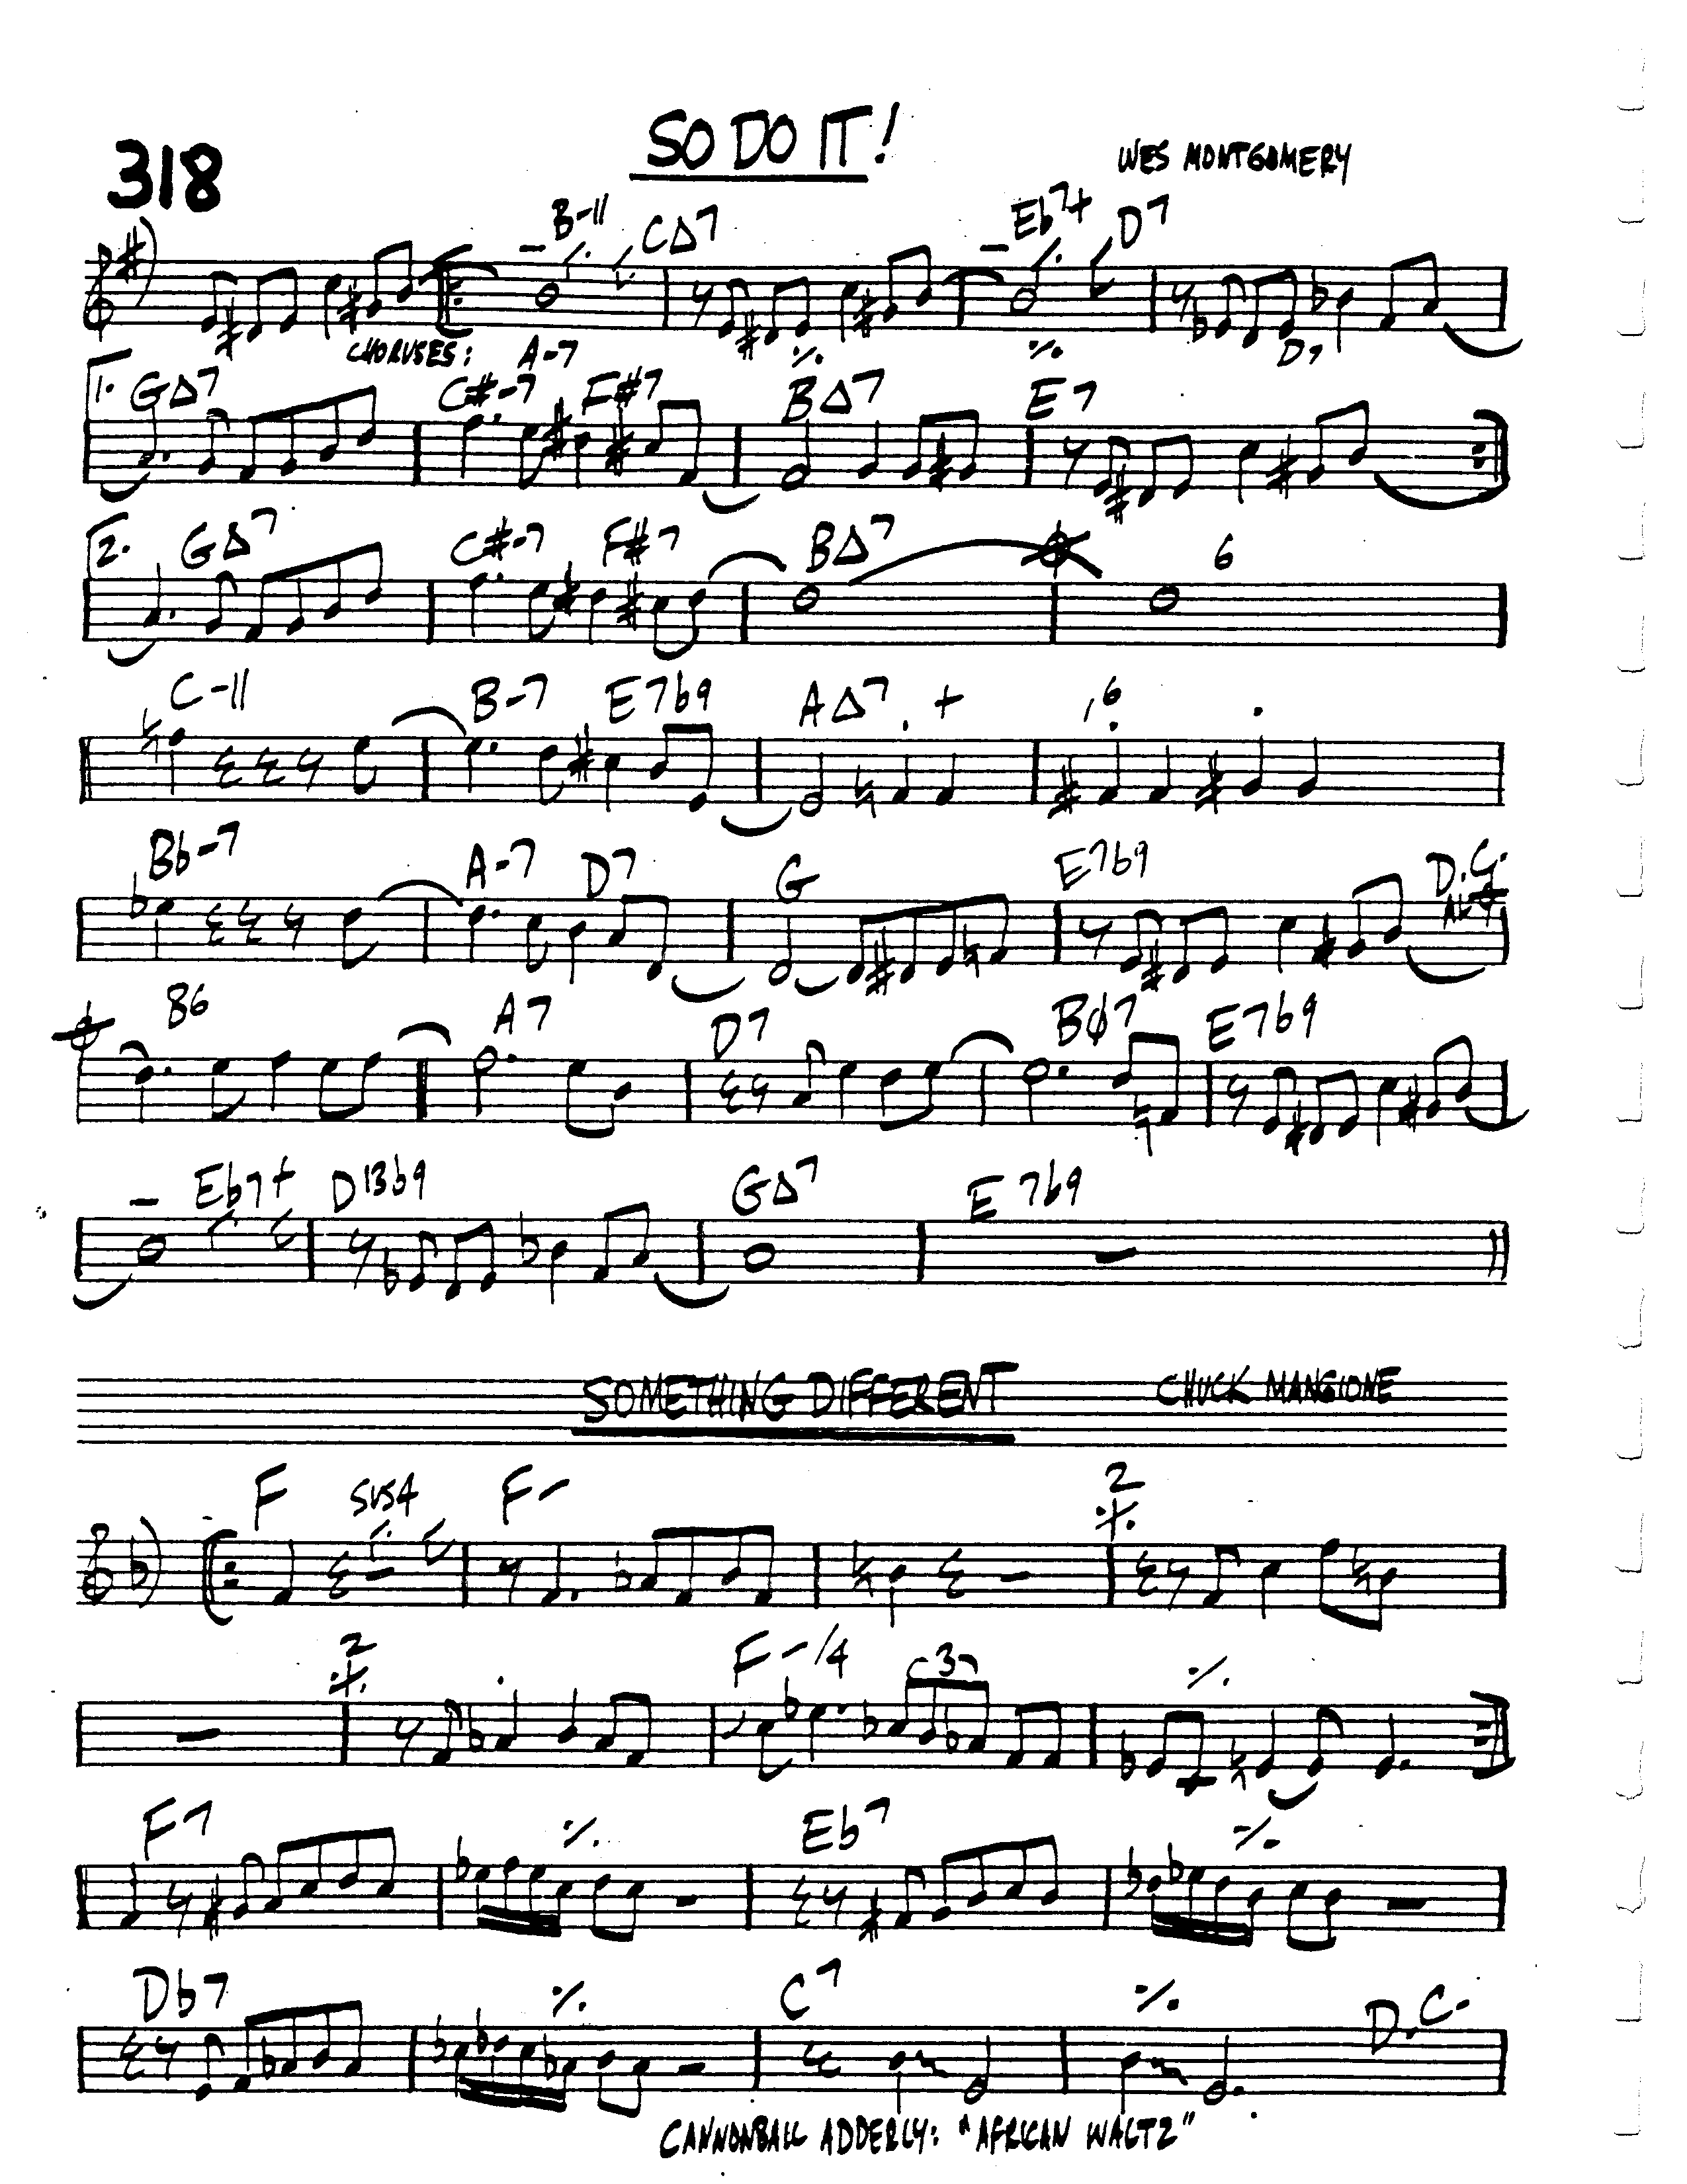 SO DO IT!
318
WES MONTGOMERY
B-11 CΔ7 Eb7+ D7
CHORUSES: A-7 ٪ ٪ D7
1. GΔ7 C#-7 F#7 BΔ7 E7
2. GΔ7 C#-7 F#7 BΔ7 6
C-11 B-7 E7b9 AΔ7 + 6
Bb-7 A-7 D7 G E7b9 D.C. AL
B6 A7 D7 Bø7 E7b9
Eb7+ D13b9 GΔ7 E7b9
SOMETHING DIFFERENT CHUCK MANGIONE
F SUS4 F- 2
2 F-/4 3
F7 Eb7
Db7 C7 D.C.
CANNONBALL ADDERLY: "AFRICAN WALTZ"